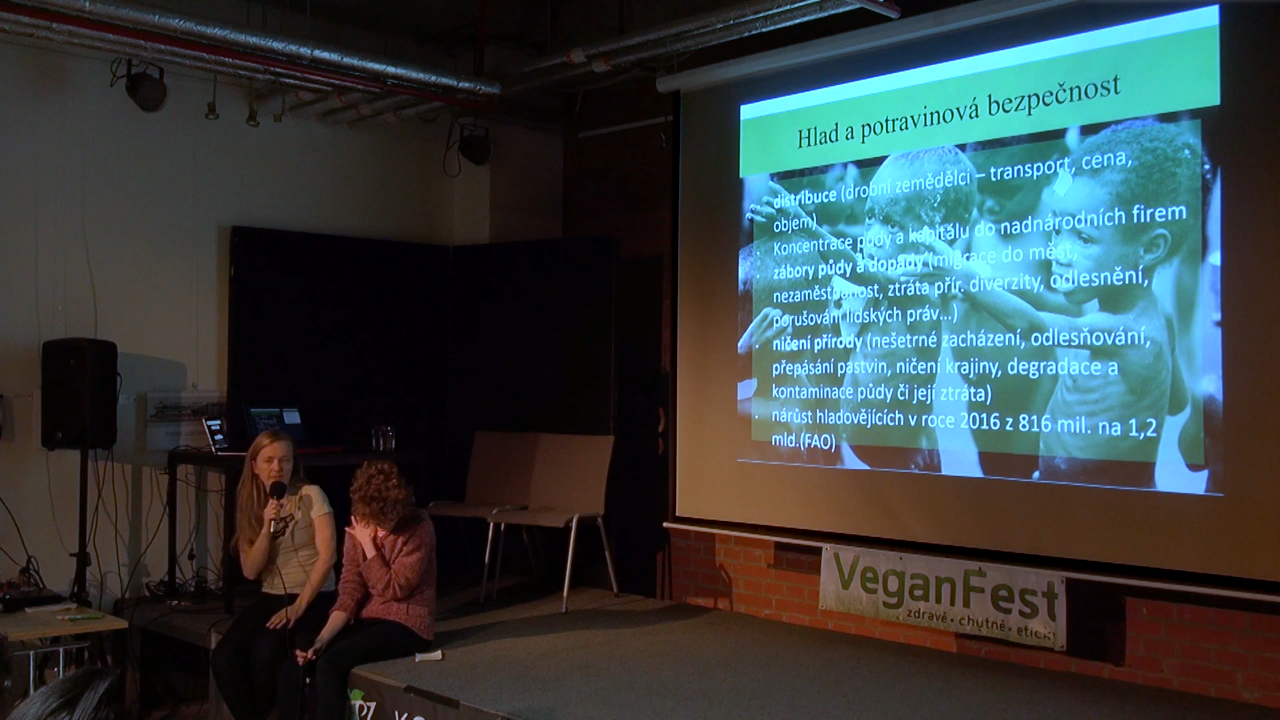 Hlad a potravinová bezpečnost
distribuce (drobní zemědělci – transport, cena,
objem)
Koncentrace půdy a kapitálu do nadnárodních firem
zábory půdy a dopady (migrace do měst,
nezaměstnanost, ztráta přír. diverzity, odlesnění,
porušování lidských práv...)
ničení přírody (nešetrné zacházení, odlesňování,
přepásání pastvin, ničení krajiny, degradace a
kontaminace půdy či její ztráta)
nárůst hladovějících v roce 2016 z 816 mil. na 1,2
mld.(FAO)
VeganFest
zdravě • chutně • eticky